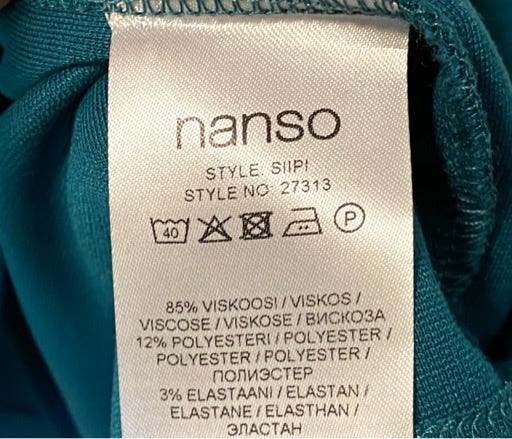 nanso
STYLE SIIPI
STYLE NO 27313
40 P
85% VISKOOSI / VISKOS /
VISCOSE / VISKOSE / ВИСКОЗА
12% POLYESTERI / POLYESTER /
POLYESTER / POLYESTER /
ПОЛИЭСТЕР
3% ELASTAANI / ELASTAN /
ELASTANE / ELASTHAN /
ЭЛАСТАН